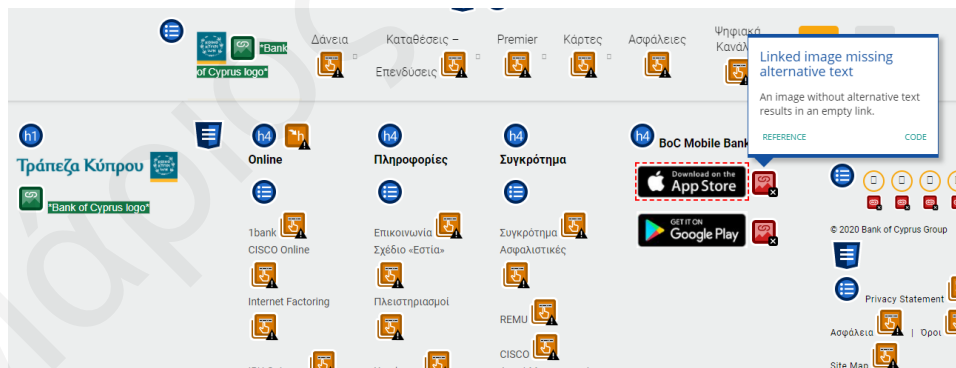 Δάνεια
Καταθέσεις –
Επενδύσεις
Premier
Κάρτες
Ασφάλειες
Ψηφιακά
*Bank
of Cyprus logo*
Linked image missing
alternative text
An image without alternative text
results in an empty link.
REFERENCE CODE
h1
Τράπεζα Κύπρου
*Bank of Cyprus logo*
h4
Online
1bank
CISCO Online
Internet Factoring
h4
Πληροφορίες
Επικοινωνία
Σχέδιο «Εστία»
Πλειστηριασμοί
h4
Συγκρότημα
Συγκρότημα
Ασφαλιστικές
REMU
CISCO
h4
BoC Mobile Bank
Download on the
App Store
GET IT ON
Google Play
© 2020 Bank of Cyprus Group
Privacy Statement
Ασφάλεια | Όροι
Site Map